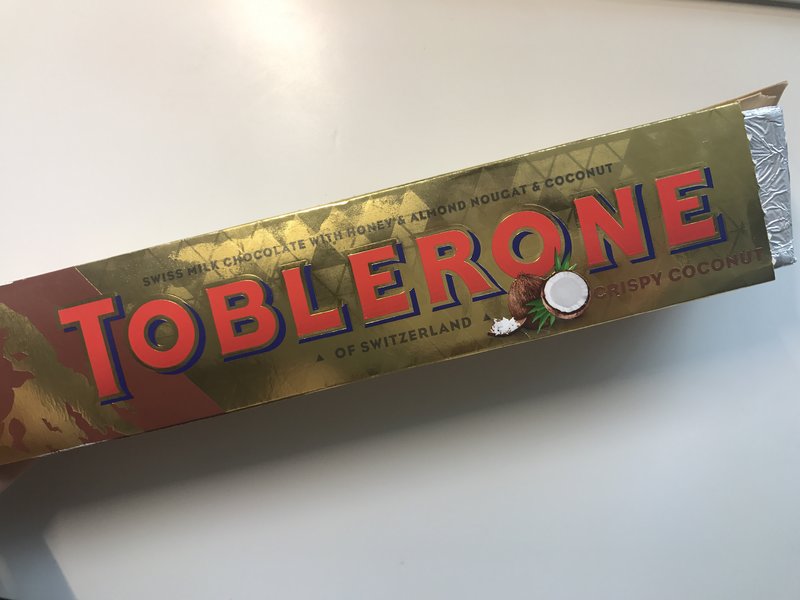 SWISS MILK CHOCOLATE WITH HONEY & ALMOND NOUGAT & COCONUT
TOBLERONE
▲ OF SWITZERLAND ▲
CRISPY COCONUT